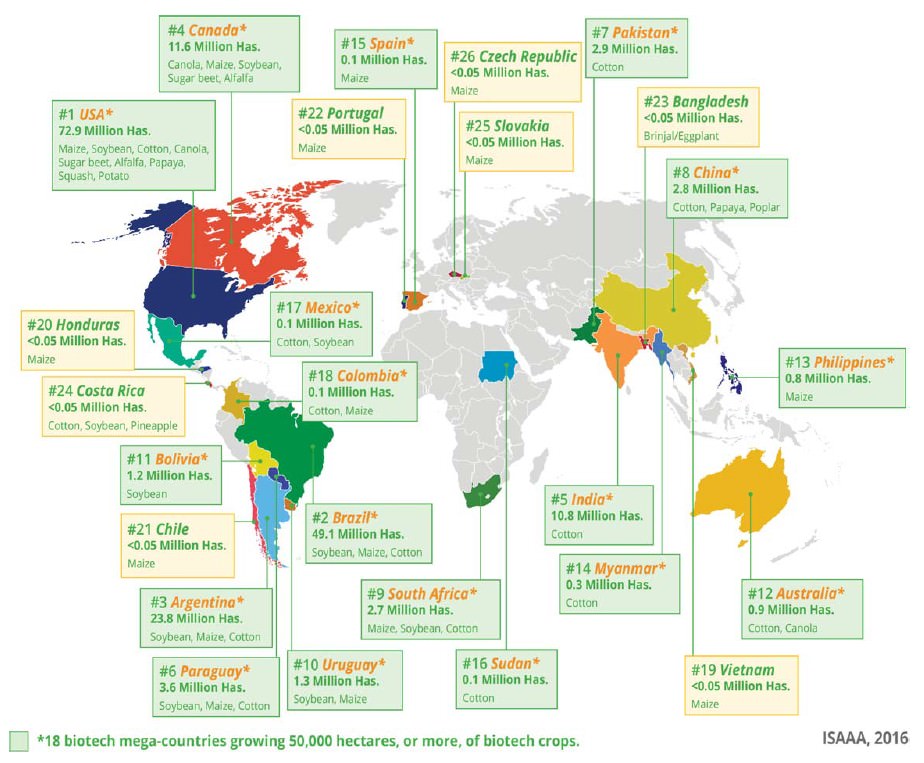 #4 Canada*
11.6 Million Has.
Canola, Maize, Soybean,
Sugar beet, Alfalfa
#15 Spain*
0.1 Million Has.
Maize
#26 Czech Republic
<0.05 Million Has.
Maize
#7 Pakistan*
2.9 Million Has.
Cotton
#1 USA*
72.9 Million Has.
Maize, Soybean, Cotton, Canola,
Sugar beet, Alfalfa, Papaya,
Squash, Potato
#22 Portugal
<0.05 Million Has.
Maize
#25 Slovakia
<0.05 Million Has.
Maize
#23 Bangladesh
<0.05 Million Has.
Brinjal/Eggplant
#8 China*
2.8 Million Has.
Cotton, Papaya, Poplar
#17 Mexico*
0.1 Million Has.
Cotton, Soybean
#20 Honduras
<0.05 Million Has.
Maize
#18 Colombia*
0.1 Million Has.
Cotton, Maize
#13 Philippines*
0.8 Million Has.
Maize
#24 Costa Rica
<0.05 Million Has.
Cotton, Soybean, Pineapple
#11 Bolivia*
1.2 Million Has.
Soybean
#21 Chile
<0.05 Million Has.
Maize
#2 Brazil*
49.1 Million Has.
Soybean, Maize, Cotton
#5 India*
10.8 Million Has.
Cotton
#14 Myanmar*
0.3 Million Has.
Cotton
#3 Argentina*
23.8 Million Has.
Soybean, Maize, Cotton
#9 South Africa*
2.7 Million Has.
Maize, Soybean, Cotton
#12 Australia*
0.9 Million Has.
Cotton, Canola
#6 Paraguay*
3.6 Million Has.
Soybean, Maize, Cotton
#10 Uruguay*
1.3 Million Has.
Soybean, Maize
#16 Sudan*
0.1 Million Has.
Cotton
#19 Vietnam
<0.05 Million Has.
Maize
*18 biotech mega-countries growing 50,000 hectares, or more, of biotech crops.
ISAAA, 2016